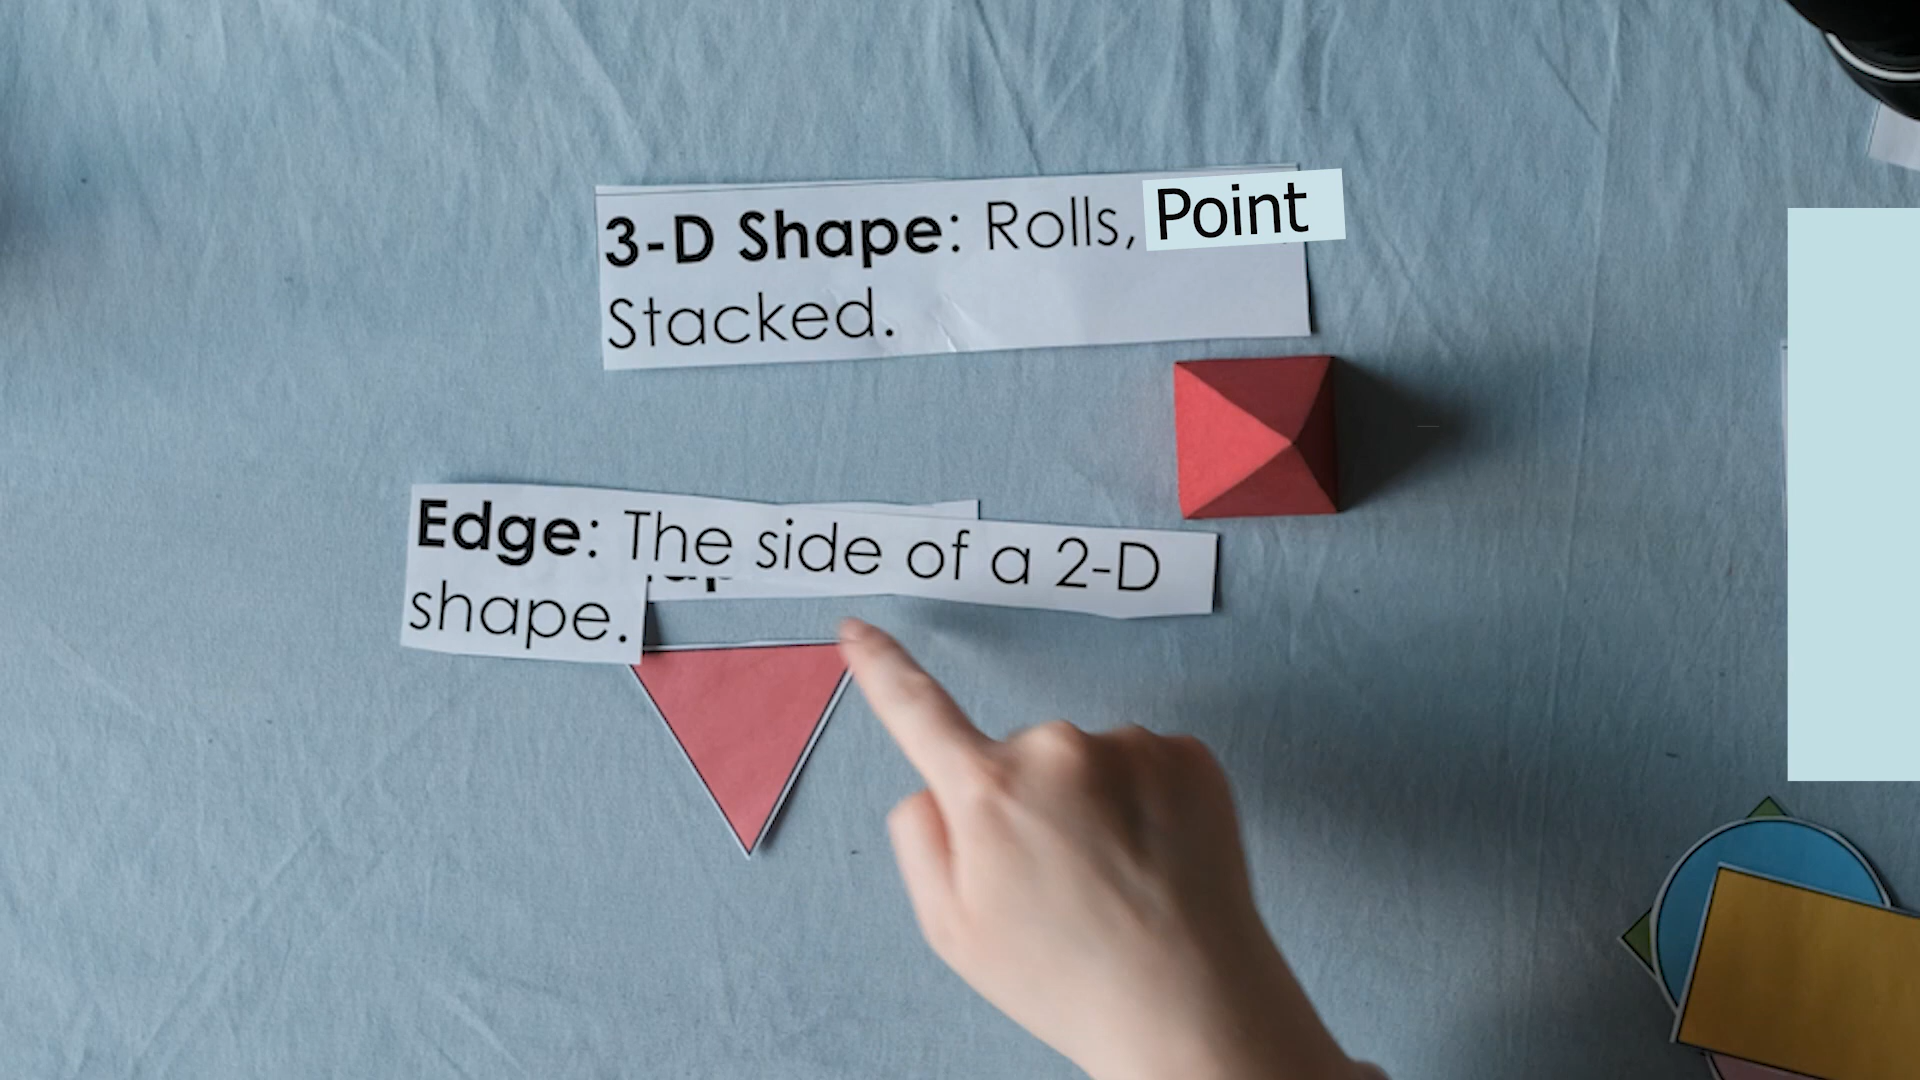 3-D Shape: Rolls, Point
Stacked.
Edge: The side of a 2-D
shape.